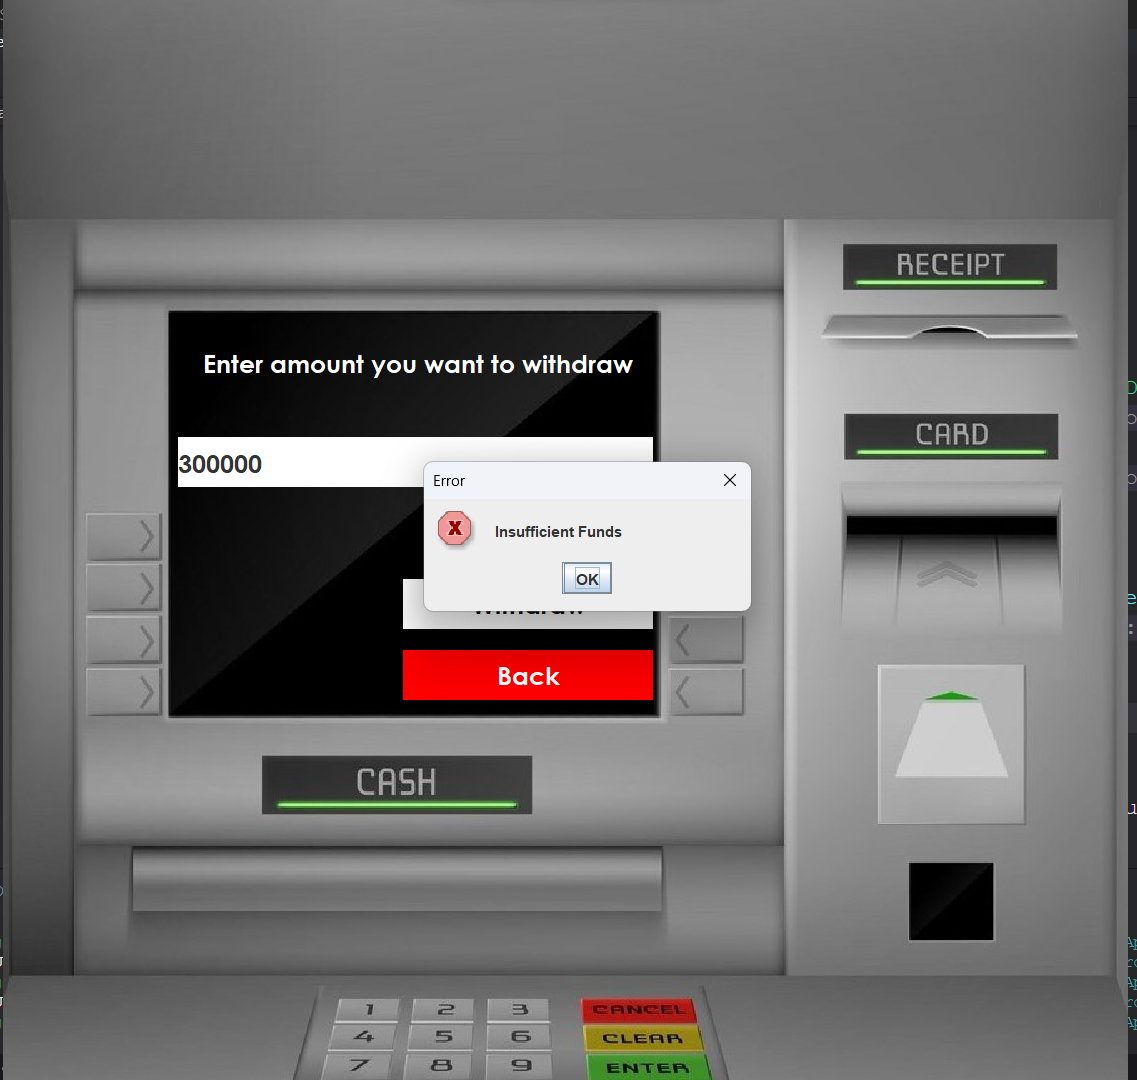 RECEIPT
Enter amount you want to withdraw
CARD
300000
Error
Insufficient Funds
OK
Back
CASH
1 2 3 CANCEL
4 5 6 CLEAR
7 8 9 ENTER